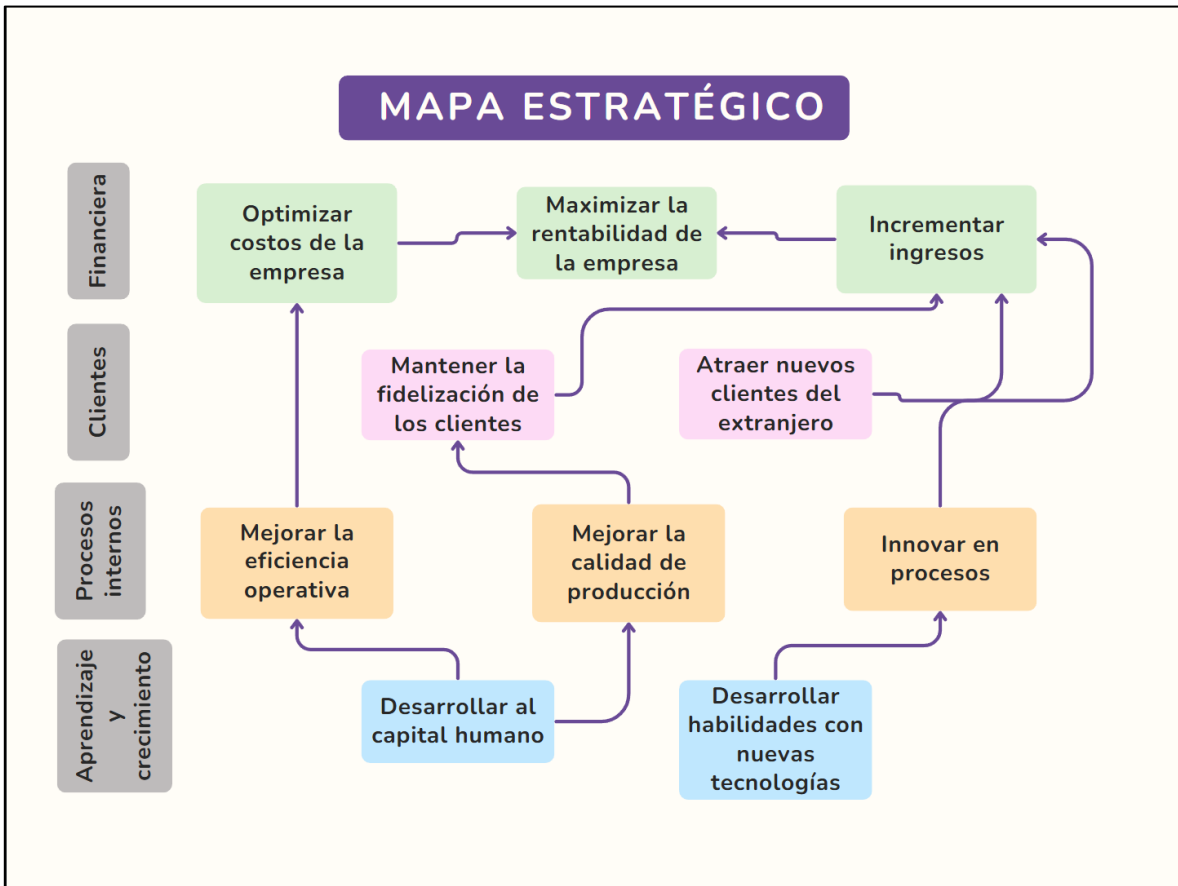 MAPA ESTRATÉGICO
Financiera
Optimizar
costos de la
empresa
Maximizar la
rentabilidad de
la empresa
Incrementar
ingresos
Clientes
Mantener la
fidelización de
los clientes
Atraer nuevos
clientes del
extranjero
Procesos
internos
Mejorar la
eficiencia
operativa
Mejorar la
calidad de
producción
Innovar en
procesos
Aprendizaje
y
crecimiento
Desarrollar al
capital humano
Desarrollar
habilidades con
nuevas
tecnologías